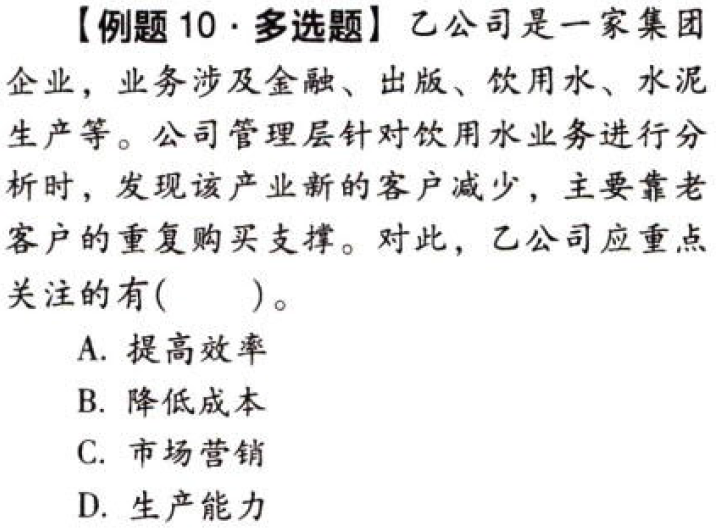 【例题10·多选题】乙公司是一家集团
企业，业务涉及金融、出版、饮用水、水泥
生产等。公司管理层针对饮用水业务进行分
析时，发现该产业新的客户减少，主要靠老
客户的重复购买支撑。对此，乙公司应重点
关注的有(　　)。
A. 提高效率
B. 降低成本
C. 市场营销
D. 生产能力